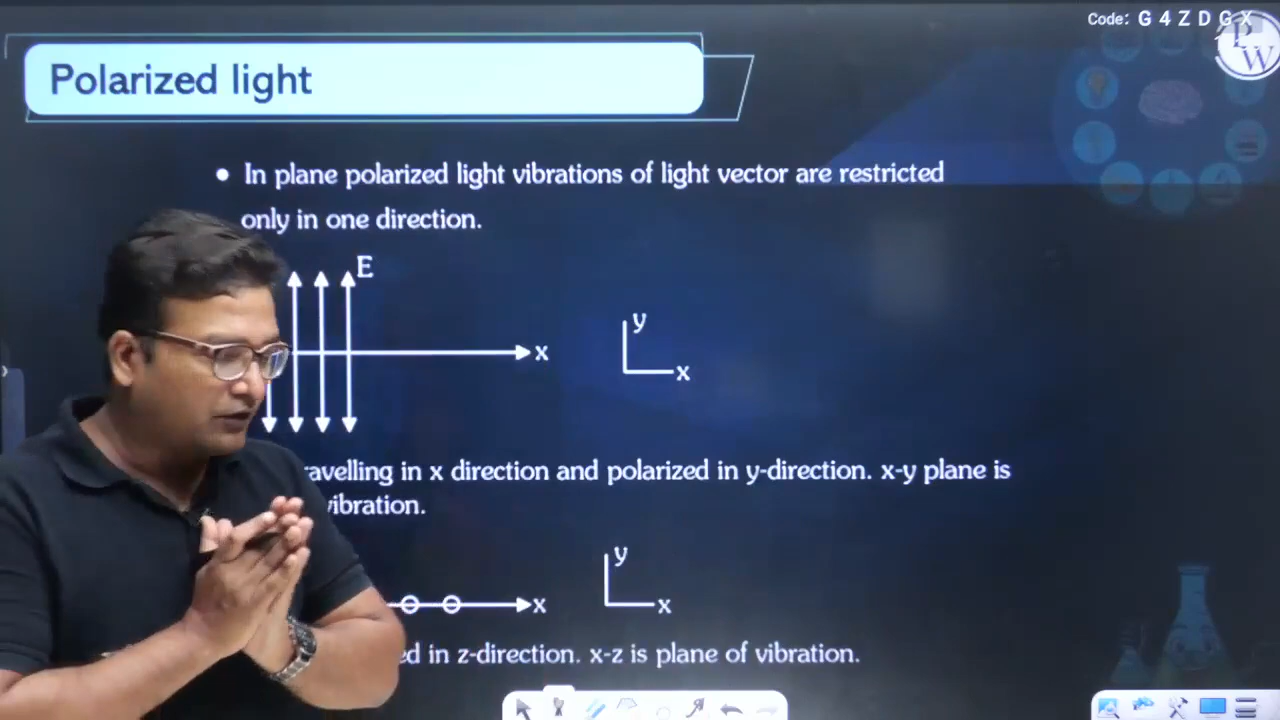 Code: G 4 Z D G X
P W
Polarized light
• In plane polarized light vibrations of light vector are restricted
only in one direction.
E
x
y
x
travelling in x direction and polarized in y-direction. x-y plane is
vibration.
x
y
x
in z-direction. x-z is plane of vibration.